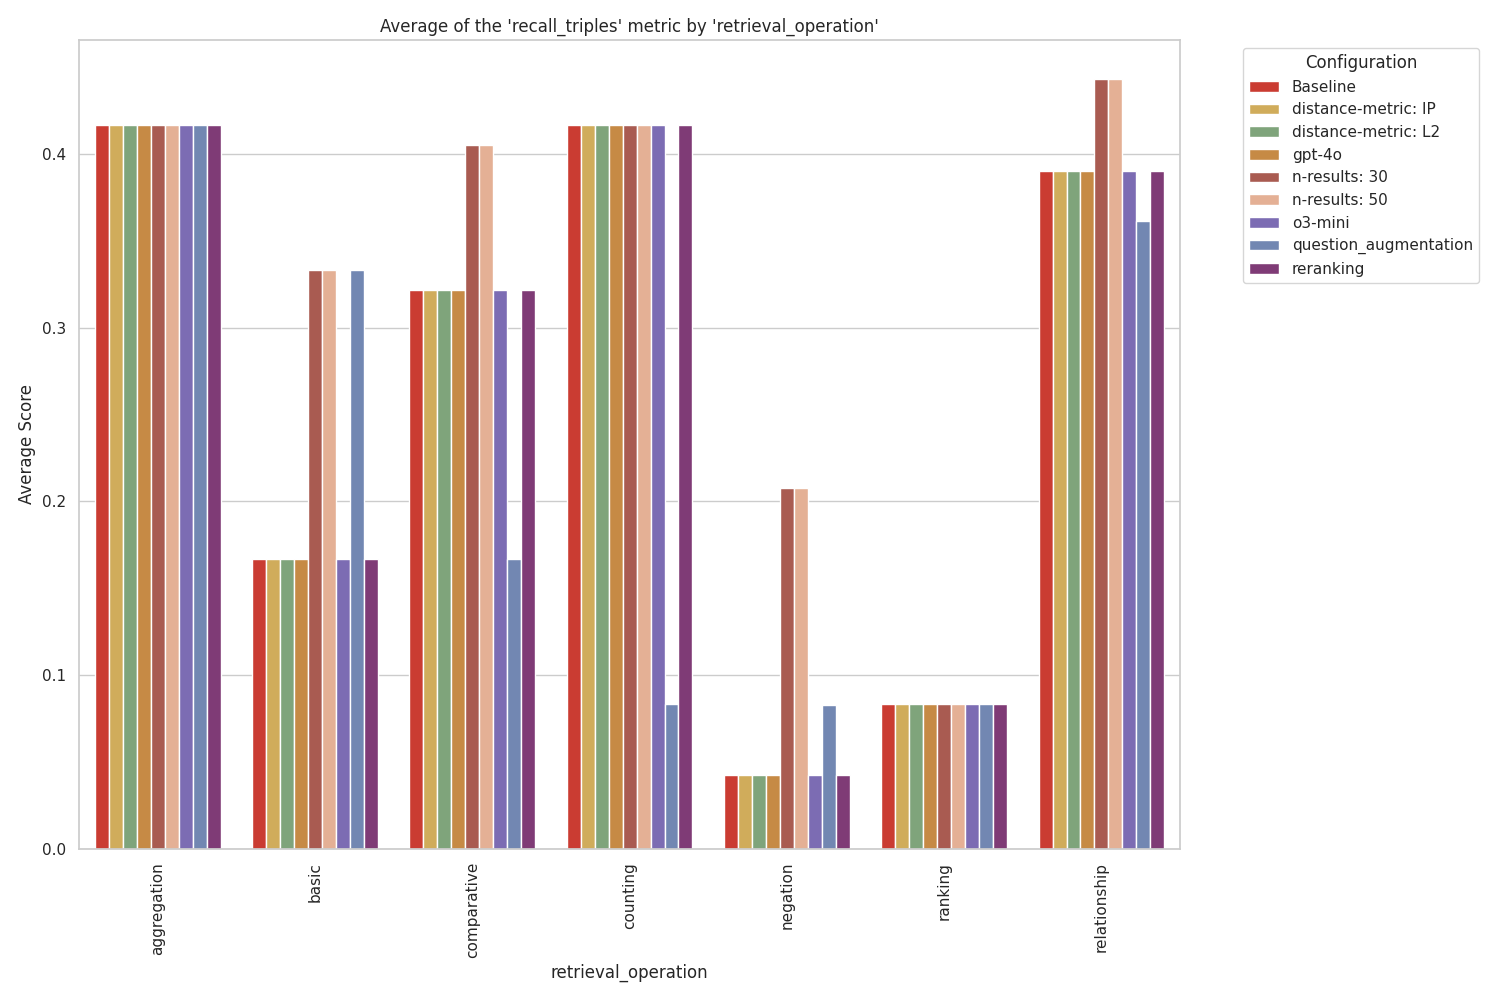 Average of the 'recall_triples' metric by 'retrieval_operation'
Configuration
Baseline
distance-metric: IP
distance-metric: L2
gpt-4o
n-results: 30
n-results: 50
o3-mini
question_augmentation
reranking
Average Score
0.4
0.3
0.2
0.1
0.0
aggregation
basic
comparative
counting
negation
ranking
relationship
retrieval_operation